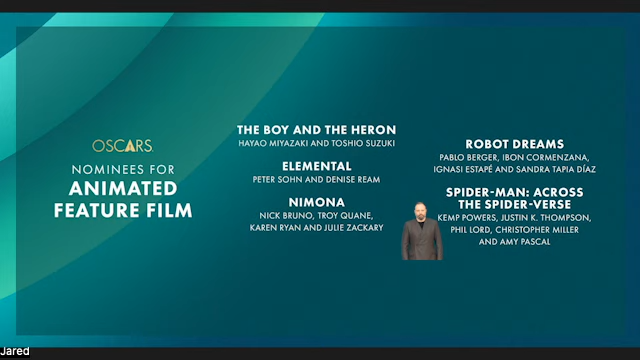 OSCARS
NOMINEES FOR
ANIMATED
FEATURE FILM
THE BOY AND THE HERON
HAYAO MIYAZAKI AND TOSHIO SUZUKI
ELEMENTAL
PETER SOHN AND DENISE REAM
NIMONA
NICK BRUNO, TROY QUANE,
KAREN RYAN AND JULIE ZACKARY
ROBOT DREAMS
PABLO BERGER, IBON CORMENZANA,
IGNASI ESTAPÉ AND SANDRA TAPIA DÍAZ
SPIDER-MAN: ACROSS
THE SPIDER-VERSE
KEMP POWERS, JUSTIN K. THOMPSON,
PHIL LORD, CHRISTOPHER MILLER
AND AMY PASCAL
Jared